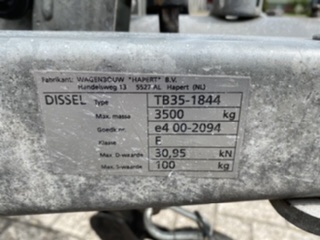 Fabrikant: WAGENBOUW "HAPERT" B.V.
Handelsweg 13 5527 AL Hapert (NL)
DISSEL Type TB35-1844
Max. massa 3500 kg
Goedk nr. e4 00-2094
Klasse F
Max. D-waarde 30,95 kN
Max. S-waarde 100 kg